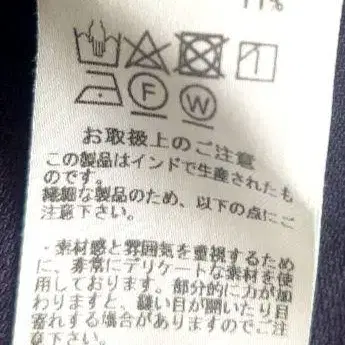 11%
F W
お取扱上のご注意
この製品はインドで生産されたも
のです。
繊細な製品のため、以下の点にご
注意下さい。
・素材感と雰囲気を重視するため
に、非常にデリケートな素材を使
用しております。部分的に力が加
わりますと、縫い目が開いたり目
寄れする場合がありますのでご注
意下さい。